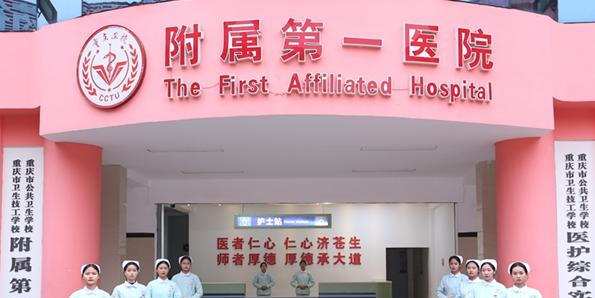 附属第一医院
The First Affiliated Hospital
CCTU
护士站
医者仁心 仁心济苍生
师者厚德 厚德承大道
重庆市公共卫生学校
重庆市卫生技工学校
附属第
重庆市公共卫生学校
重庆市卫生技工学校
医护综合实